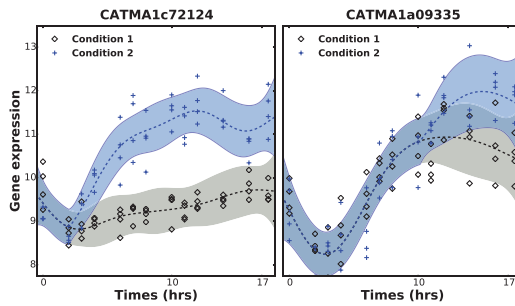 CATMA1c72124
CATMA1a09335
Gene expression
13
12
11
10
9
8
Condition 1
Condition 2
Condition 1
Condition 2
0
10
17
0
10
17
Times (hrs)
Times (hrs)